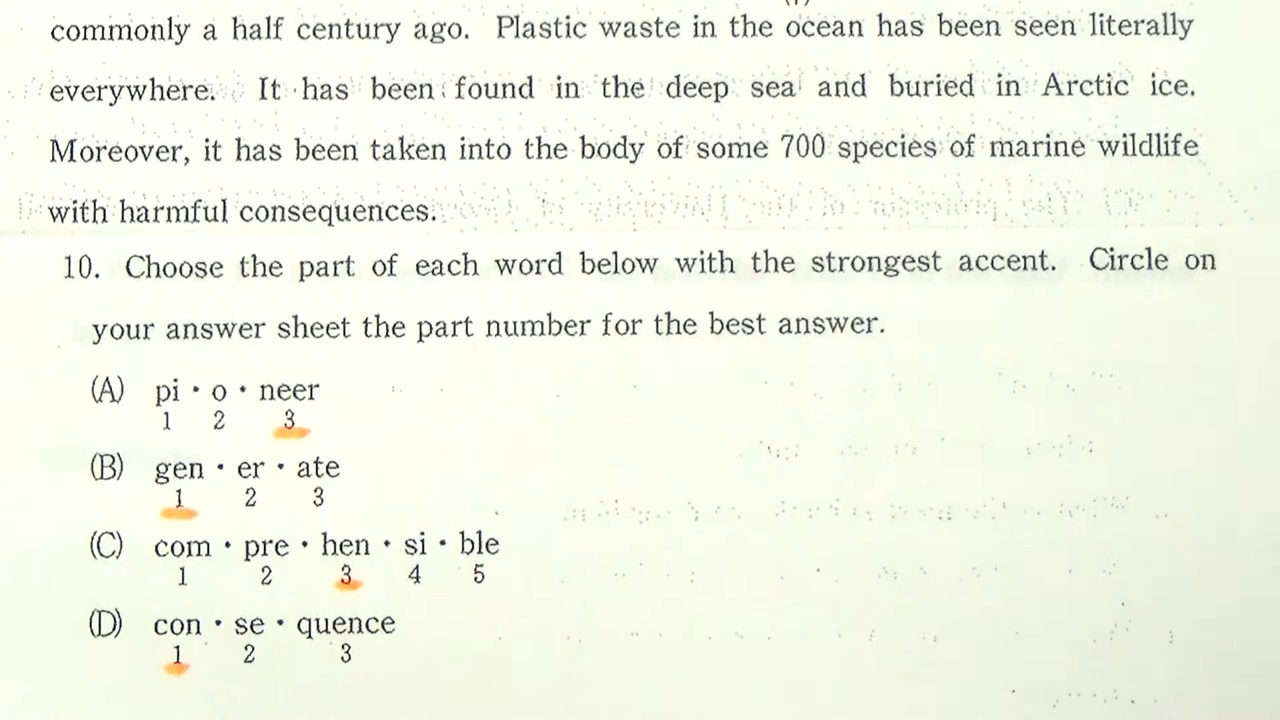 commonly a half century ago. Plastic waste in the ocean has been seen literally
everywhere. It has been found in the deep sea and buried in Arctic ice.
Moreover, it has been taken into the body of some 700 species of marine wildlife
with harmful consequences.
10. Choose the part of each word below with the strongest accent. Circle on
your answer sheet the part number for the best answer.
(A) pi・o・neer
1 2 3
(B) gen・er・ate
1 2 3
(C) com・pre・hen・si・ble
1 2 3 4 5
(D) con・se・quence
1 2 3